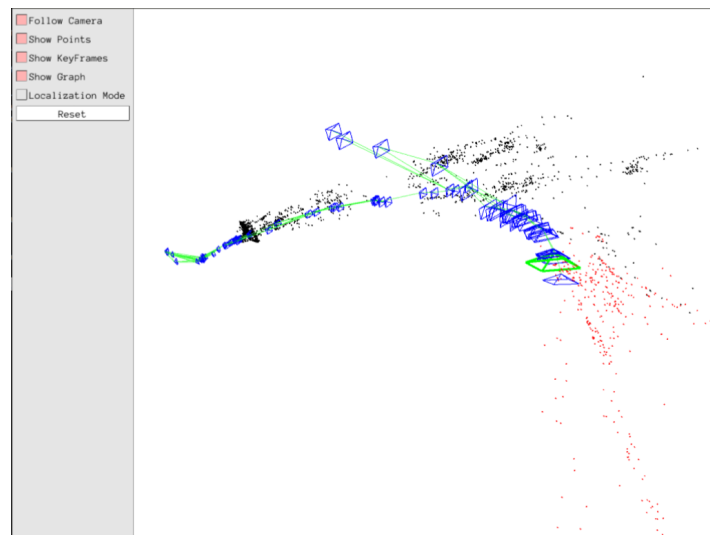 Follow Camera
Show Points
Show KeyFrames
Show Graph
Localization Mode
Reset